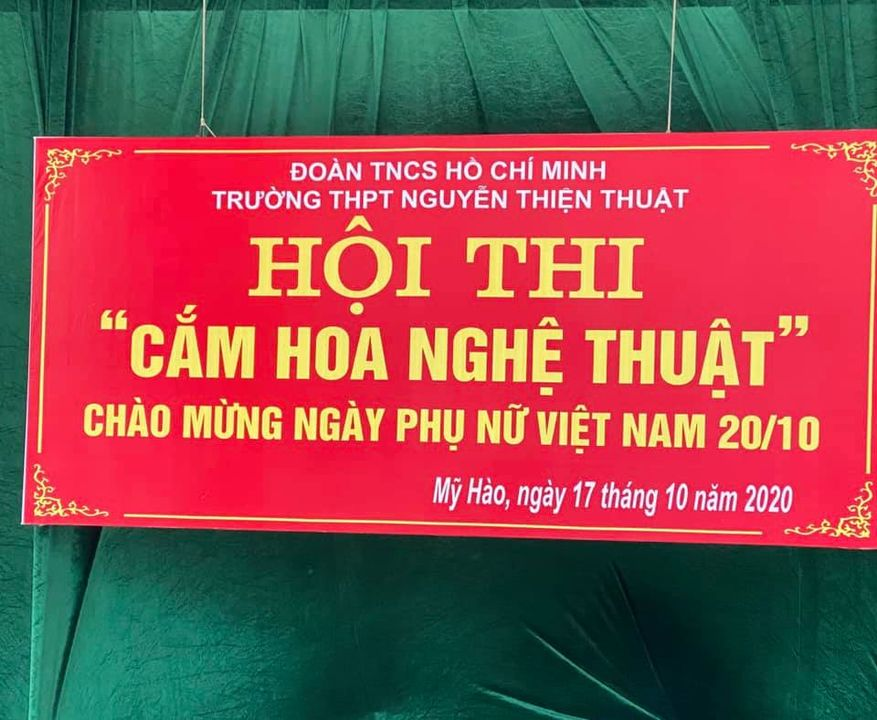 ĐOÀN TNCS HỒ CHÍ MINH
TRƯỜNG THPT NGUYỄN THIỆN THUẬT
HỘI THI
“CẮM HOA NGHỆ THUẬT”
CHÀO MỪNG NGÀY PHỤ NỮ VIỆT NAM 20/10
Mỹ Hào, ngày 17 tháng 10 năm 2020